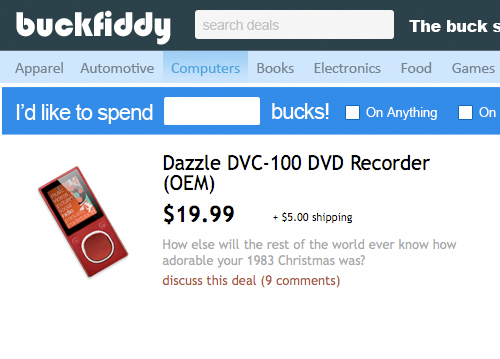 buckfiddy
search deals
The buck s
Apparel Automotive Computers Books Electronics Food Games
I'd like to spend bucks! On Anything On
Dazzle DVC-100 DVD Recorder
(OEM)
$19.99 + $5.00 shipping
How else will the rest of the world ever know how
adorable your 1983 Christmas was?
discuss this deal (9 comments)